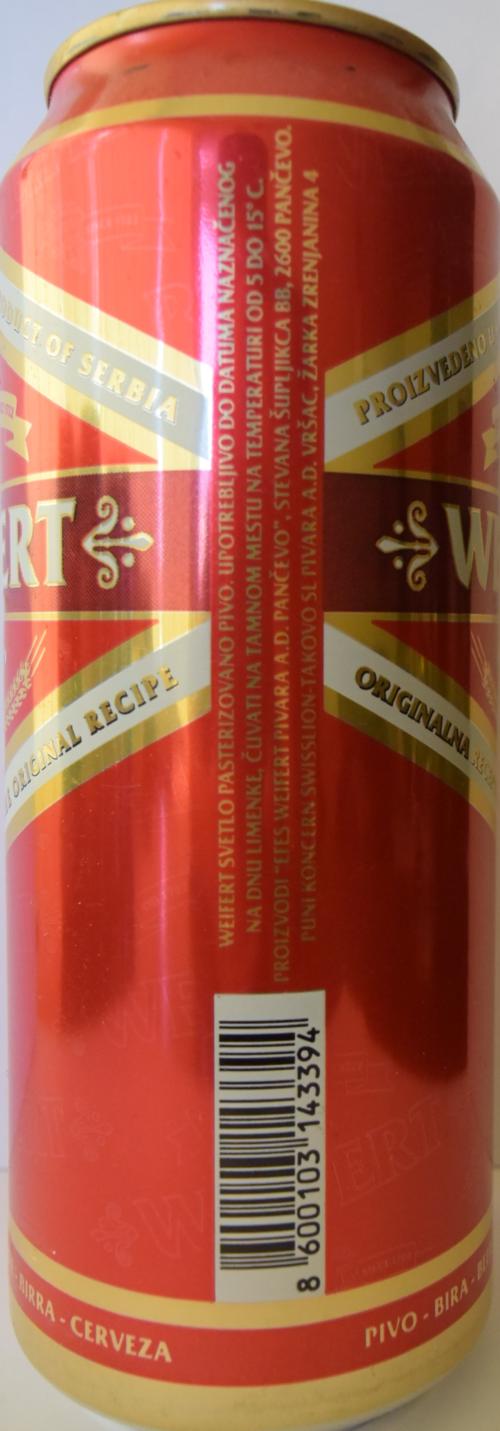 PRODUCT OF SERBIA
ERT
ORIGINAL RECIPE
WEIFERT SVETLO PASTERIZOVANO PIVO. UPOTREBLJIVO DO DATUMA NAZNAČENOG
NA DNU LIMENKE, ČUVATI NA TAMNOM MESTU NA TEMPERATURI OD 5 DO 15° C.
PROIZVODI "EFES WEIFERT PIVARA A.D. PANČEVO", STEVANA ŠUPLJIKCA BB, 2600 PANČEVO.
PUNI KONCERN SWISSLION-TAKOVO SL PIVARA A.D. VRŠAC, ŽARKA ZRENJANINA 4
8 600103 143394
PROIZVEDENO
WE
ORIGINALNA
BIRRA - CERVEZA
PIVO - BIRA -